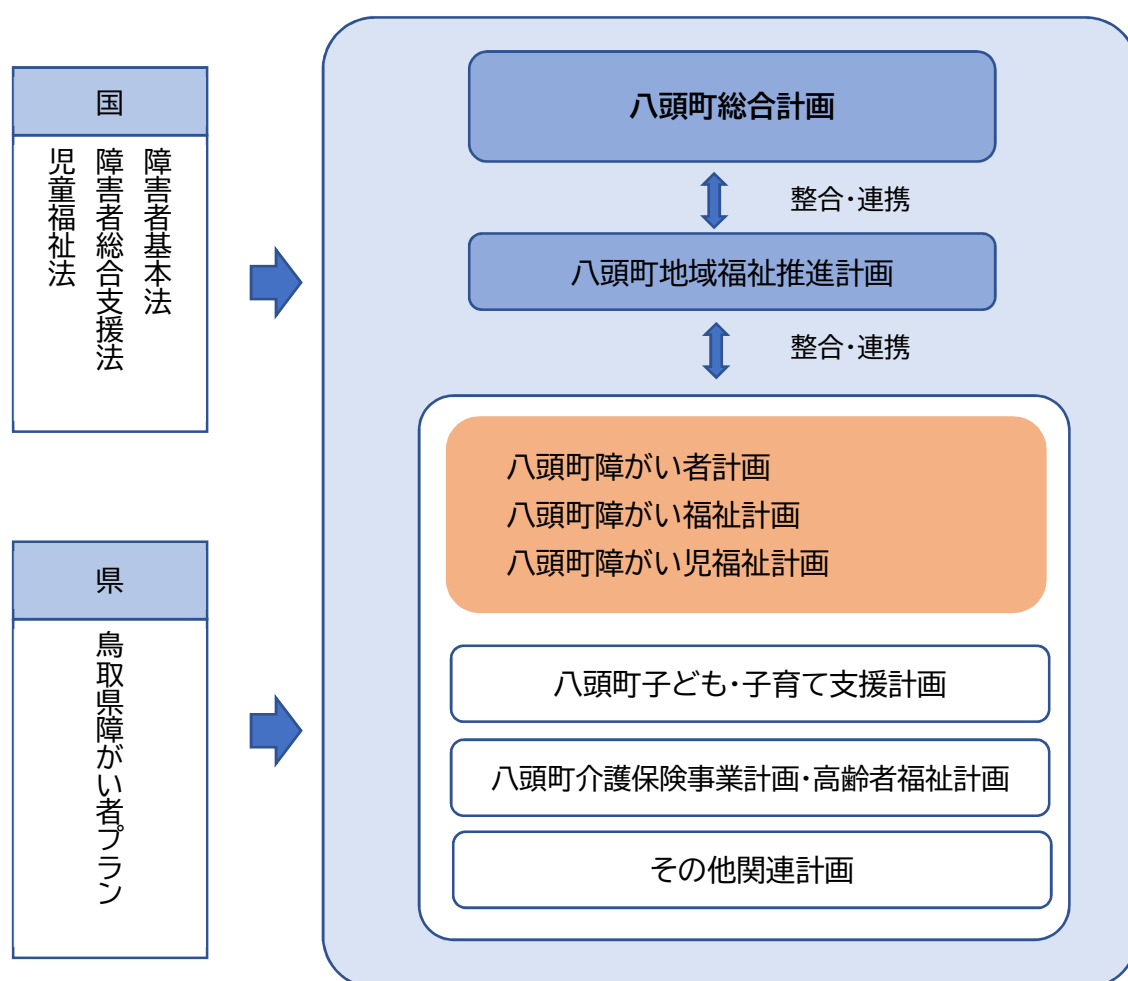 国
障害者基本法
障害者総合支援法
児童福祉法
県
鳥取県障がい者プラン
八頭町総合計画
整合・連携
八頭町地域福祉推進計画
整合・連携
八頭町障がい者計画
八頭町障がい福祉計画
八頭町障がい児福祉計画
八頭町子ども・子育て支援計画
八頭町介護保険事業計画・高齢者福祉計画
その他関連計画